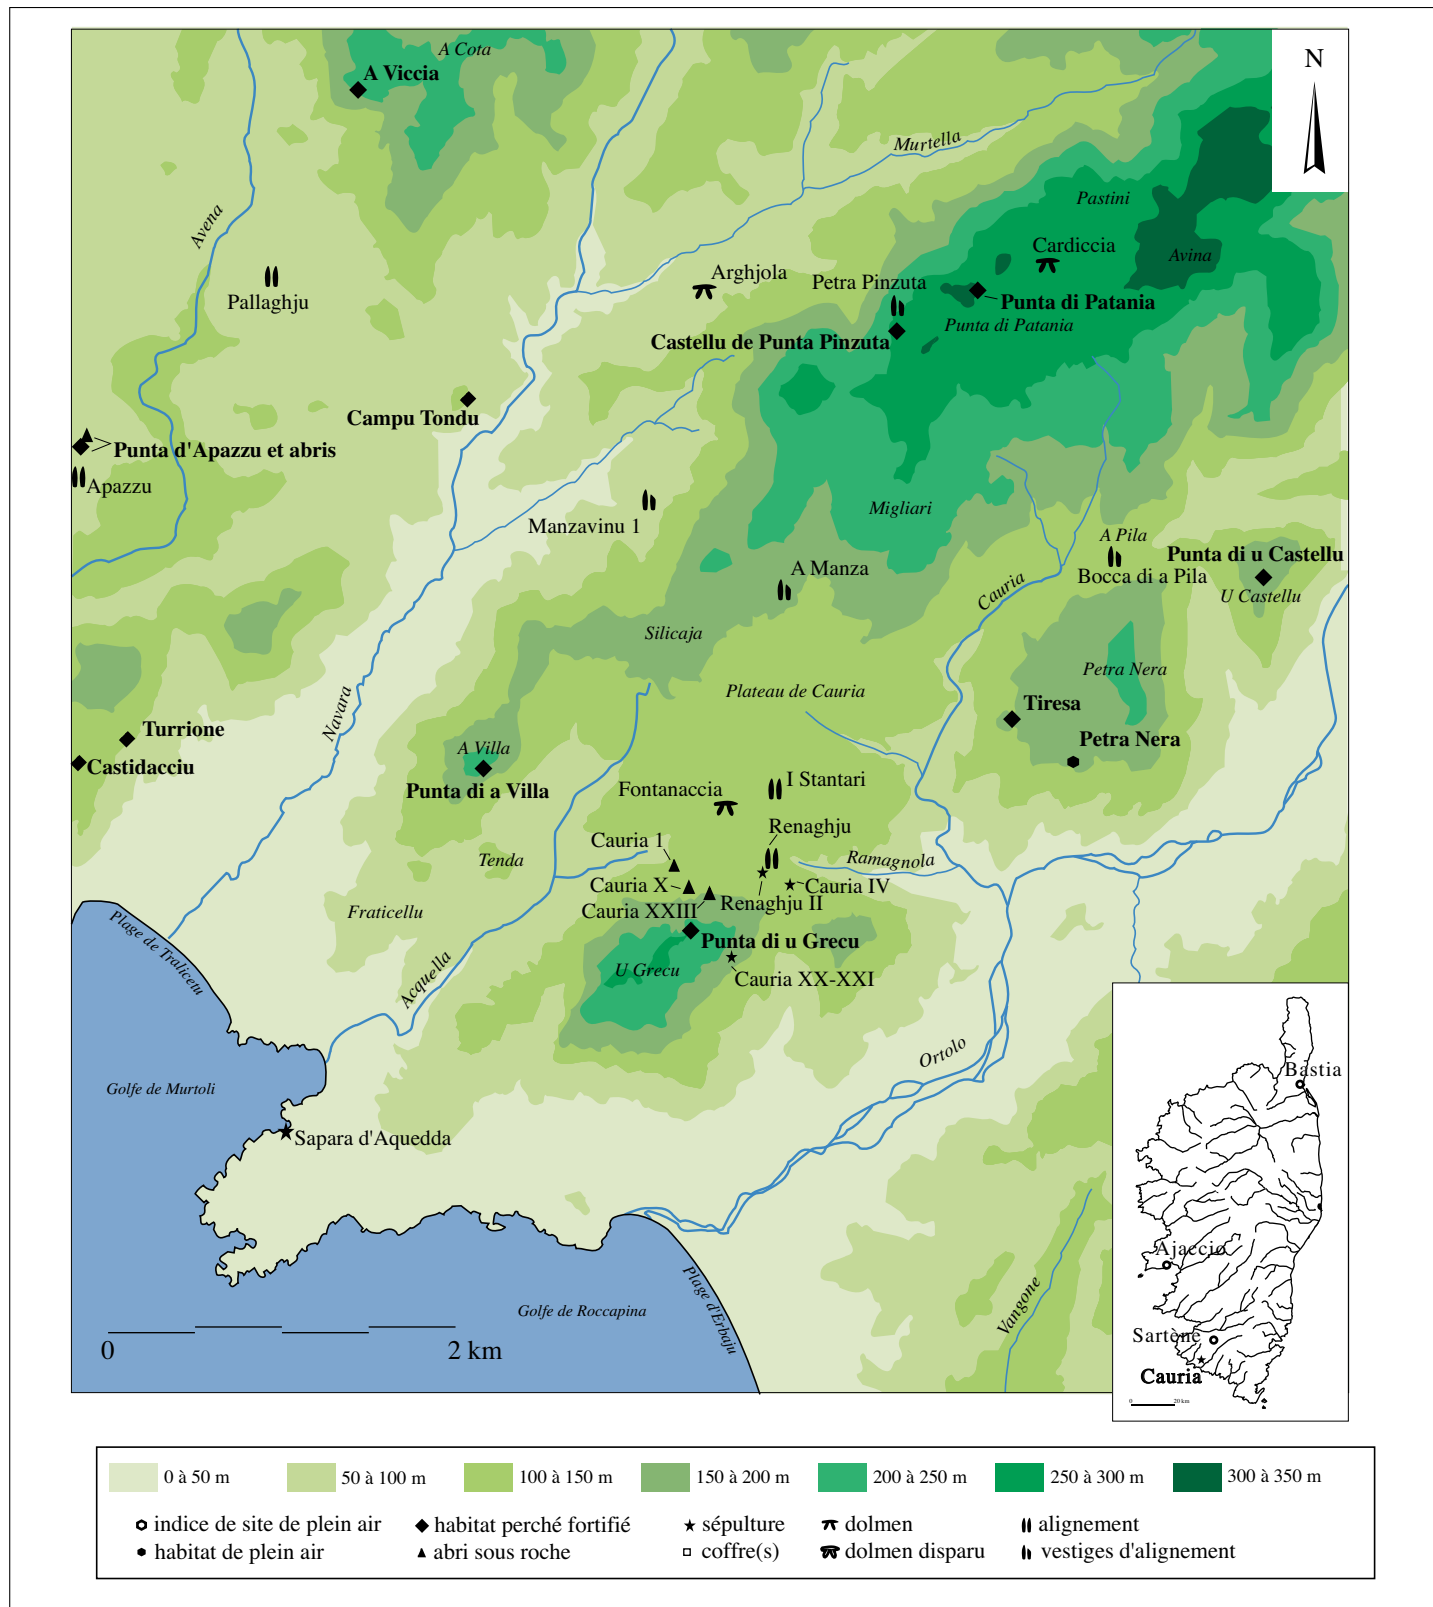 A Cota
A Viccia
N
Murtella
Avena
Pastini
Cardiccia
Avina
Arghjola
Petra Pinzuta
Pallaghju
Punta di Patania
Punta di Patania
Castellu de Punta Pinzuta
Campu Tondu
Punta d'Apazzu et abris
Apazzu
Migliari
Manzavinu 1
A Pila
Punta di u Castellu
A Manza
Bocca di a Pila
Cauria
U Castellu
Silicaja
Petra Nera
Plateau de Cauria
Navara
Tiresa
Turrione
Petra Nera
A Villa
Castidacciu
Punta di a Villa
Fontanaccia
I Stantari
Renaghju
Cauria 1
Tenda
Ramagnola
Cauria X
Cauria IV
Renaghju II
Cauria XXIII
Fraticellu
Plage de Tralicetu
Punta di u Grecu
U Grecu
Cauria XX-XXI
Acquella
Ortolo
Golfe de Murtoli
Bastia
Sapara d'Aquedda
Ajaccio
Plage d'Erbaju
Vangone
Golfe de Roccapina
Sartène
Cauria
0 2 km
0 20 km
0 à 50 m 50 à 100 m 100 à 150 m 150 à 200 m 200 à 250 m 250 à 300 m 300 à 350 m
indice de site de plein air habitat perché fortifié sépulture dolmen alignement
habitat de plein air abri sous roche coffre(s) dolmen disparu vestiges d'alignement